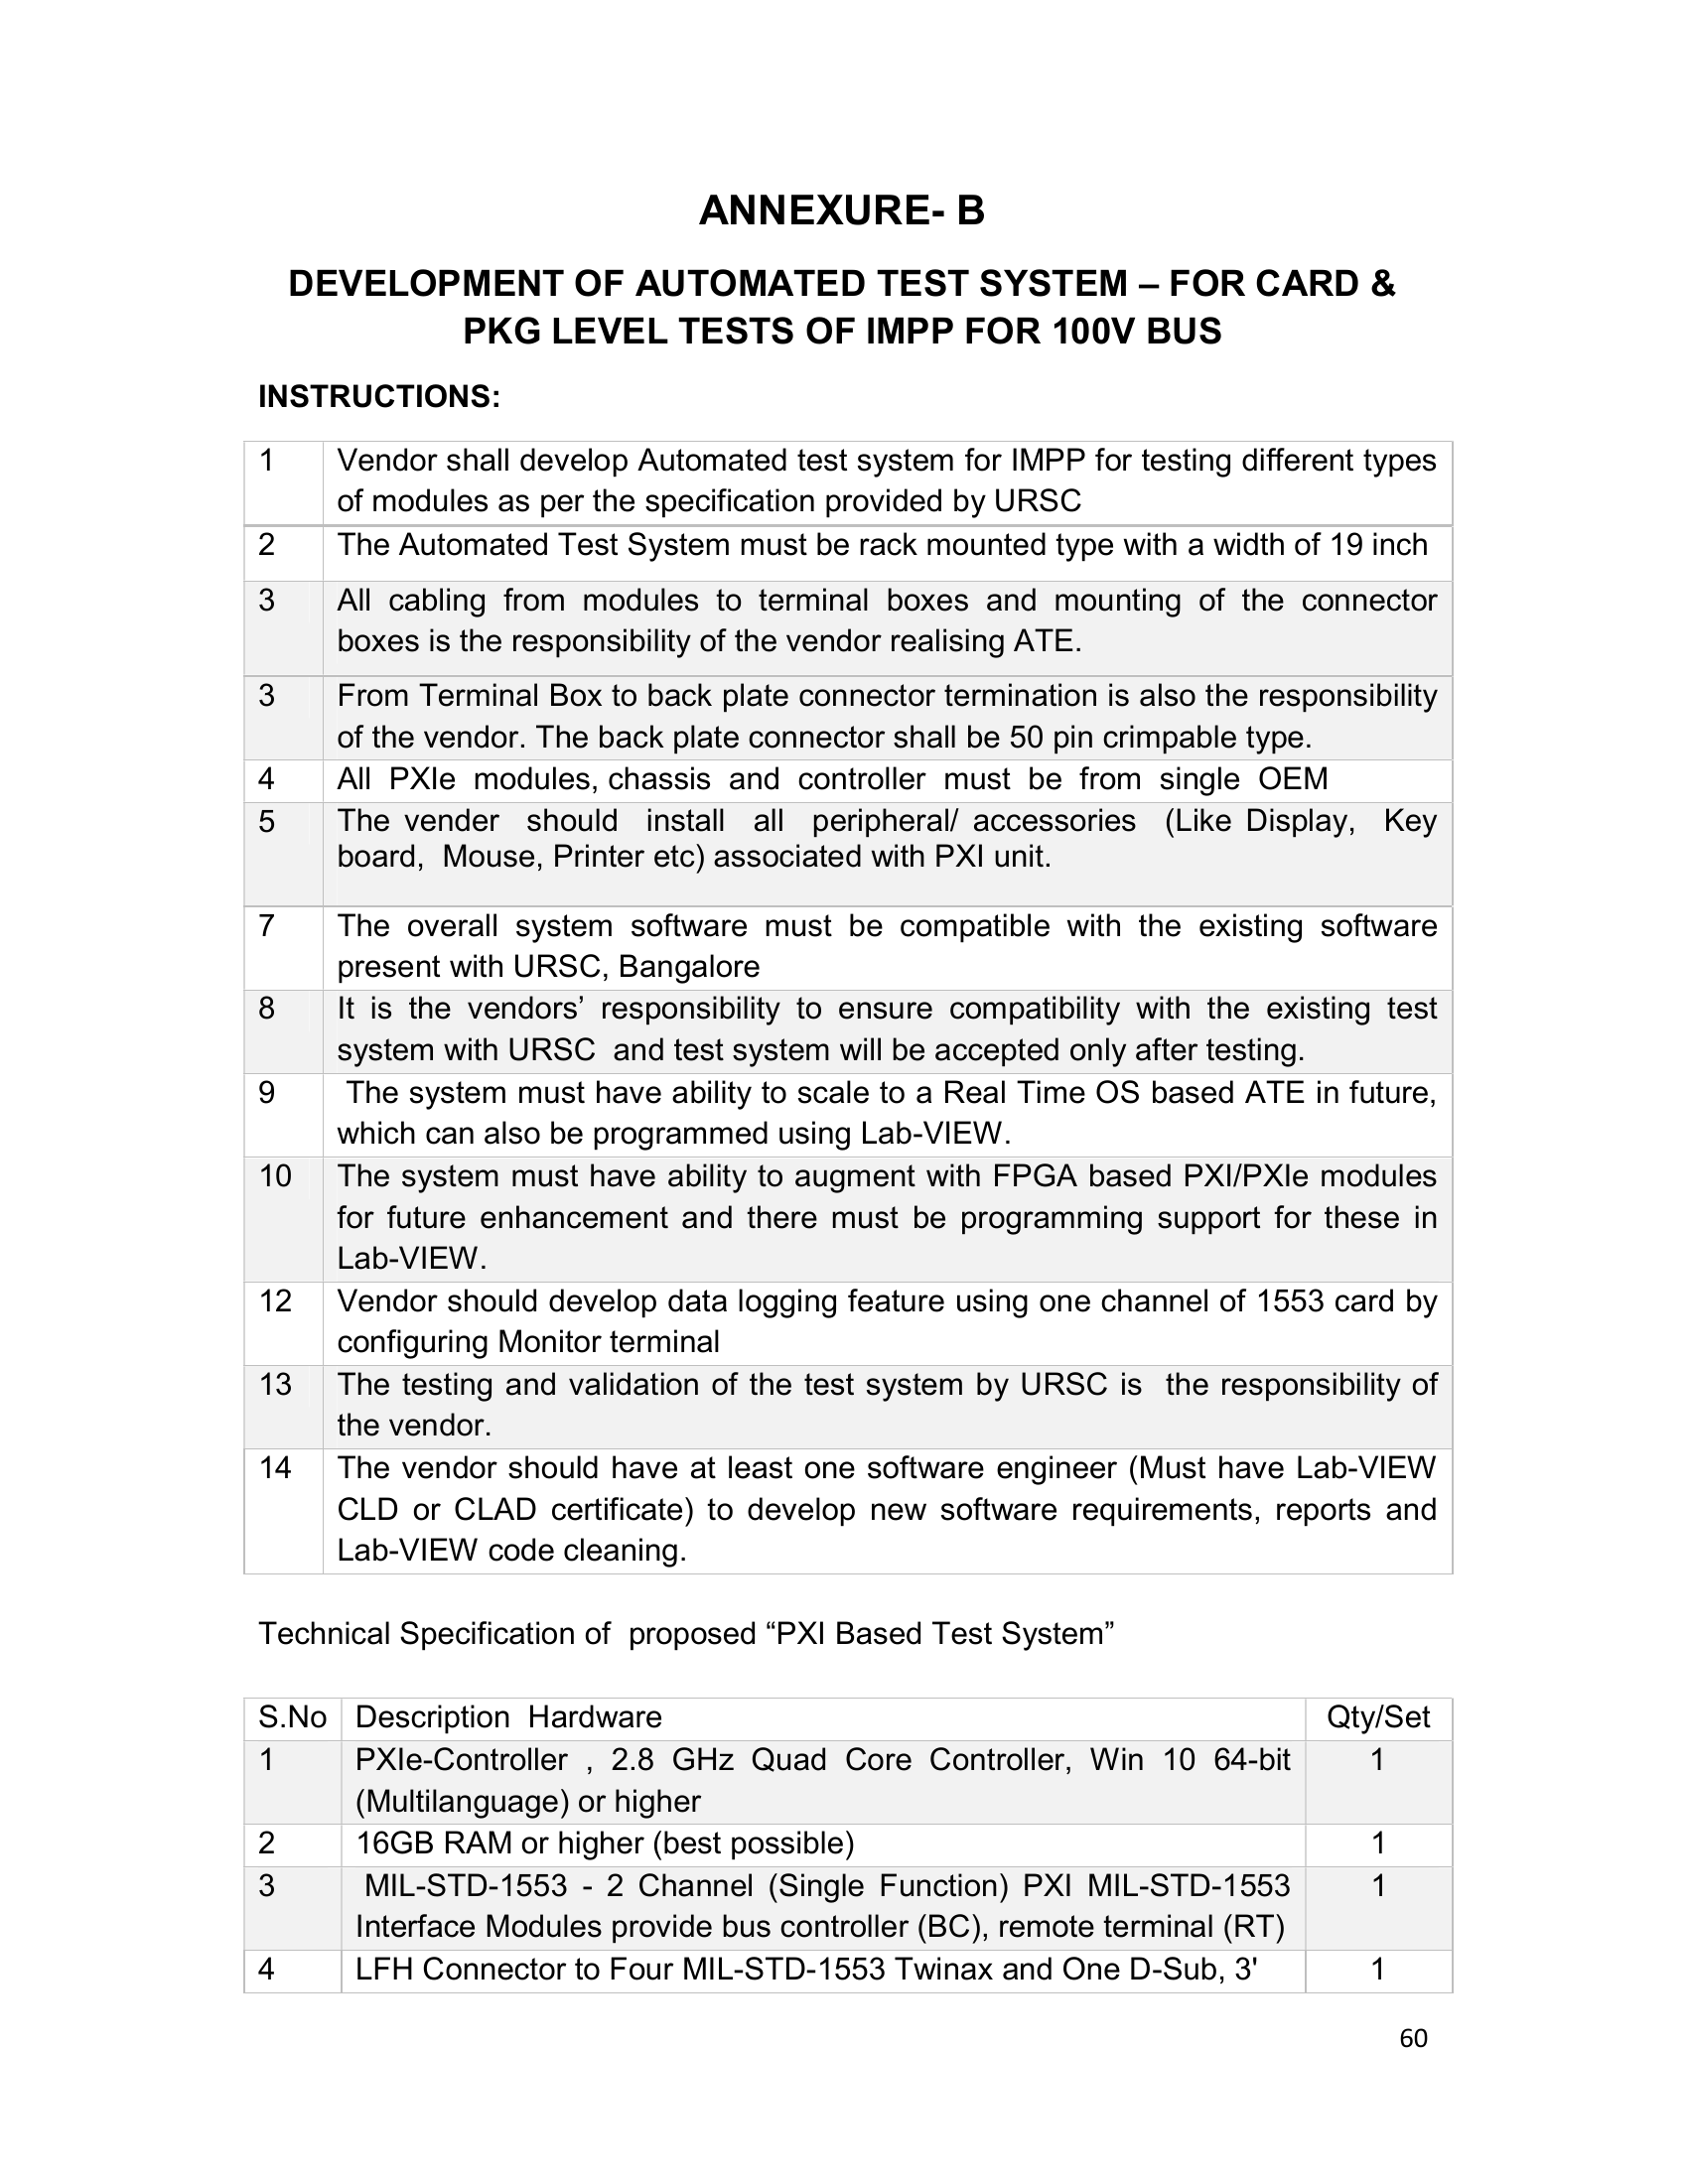 ANNEXURE- B
DEVELOPMENT OF AUTOMATED TEST SYSTEM – FOR CARD &
PKG LEVEL TESTS OF IMPP FOR 100V BUS
INSTRUCTIONS:
1 Vendor shall develop Automated test system for IMPP for testing different types
of modules as per the specification provided by URSC
2 The Automated Test System must be rack mounted type with a width of 19 inch
3 All cabling from modules to terminal boxes and mounting of the connector
boxes is the responsibility of the vendor realising ATE.
3 From Terminal Box to back plate connector termination is also the responsibility
of the vendor. The back plate connector shall be 50 pin crimpable type.
4 All PXIe modules, chassis and controller must be from single OEM
5 The vender should install all peripheral/ accessories (Like Display, Key
board, Mouse, Printer etc) associated with PXI unit.
7 The overall system software must be compatible with the existing software
present with URSC, Bangalore
8 It is the vendors’ responsibility to ensure compatibility with the existing test
system with URSC and test system will be accepted only after testing.
9 The system must have ability to scale to a Real Time OS based ATE in future,
which can also be programmed using Lab-VIEW.
10 The system must have ability to augment with FPGA based PXI/PXIe modules
for future enhancement and there must be programming support for these in
Lab-VIEW.
12 Vendor should develop data logging feature using one channel of 1553 card by
configuring Monitor terminal
13 The testing and validation of the test system by URSC is the responsibility of
the vendor.
14 The vendor should have at least one software engineer (Must have Lab-VIEW
CLD or CLAD certificate) to develop new software requirements, reports and
Lab-VIEW code cleaning.
Technical Specification of proposed “PXI Based Test System”
S.No Description Hardware Qty/Set
1 PXIe-Controller , 2.8 GHz Quad Core Controller, Win 10 64-bit 1
(Multilanguage) or higher
2 16GB RAM or higher (best possible) 1
3 MIL-STD-1553 - 2 Channel (Single Function) PXI MIL-STD-1553 1
Interface Modules provide bus controller (BC), remote terminal (RT)
4 LFH Connector to Four MIL-STD-1553 Twinax and One D-Sub, 3' 1
60